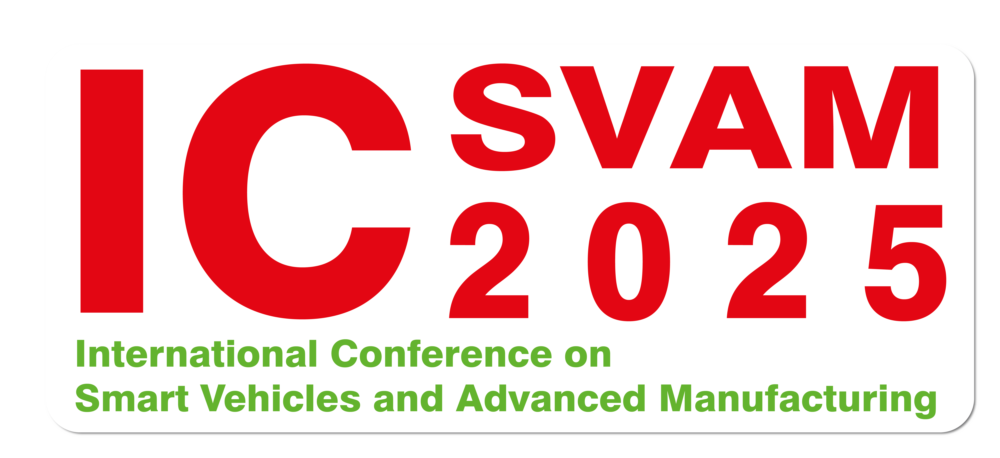 IC SVAM
2025
International Conference on
Smart Vehicles and Advanced Manufacturing